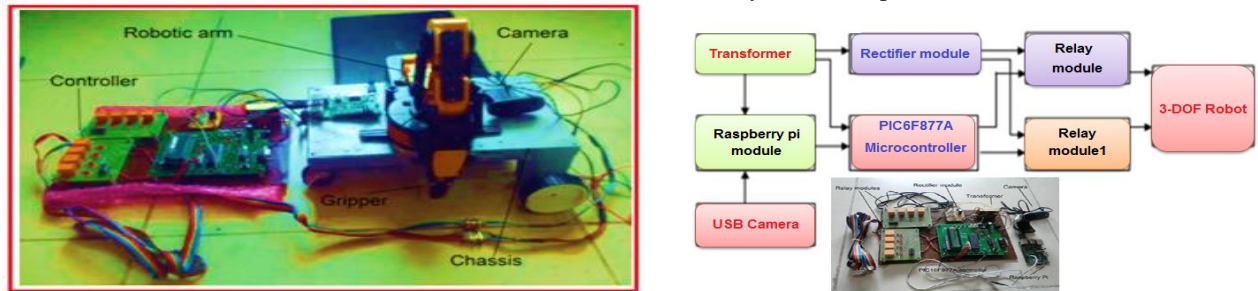 Robotic arm
Camera
Controller
Gripper
Chassis
Transformer
Rectifier module
Relay
module
3-DOF Robot
Raspberry pi
module
PIC6F877A
Microcontroller
Relay
module1
USB Camera
Relay modules
Rectifier module
Transformer
Camera
PIC16F877A
Raspberry Pi